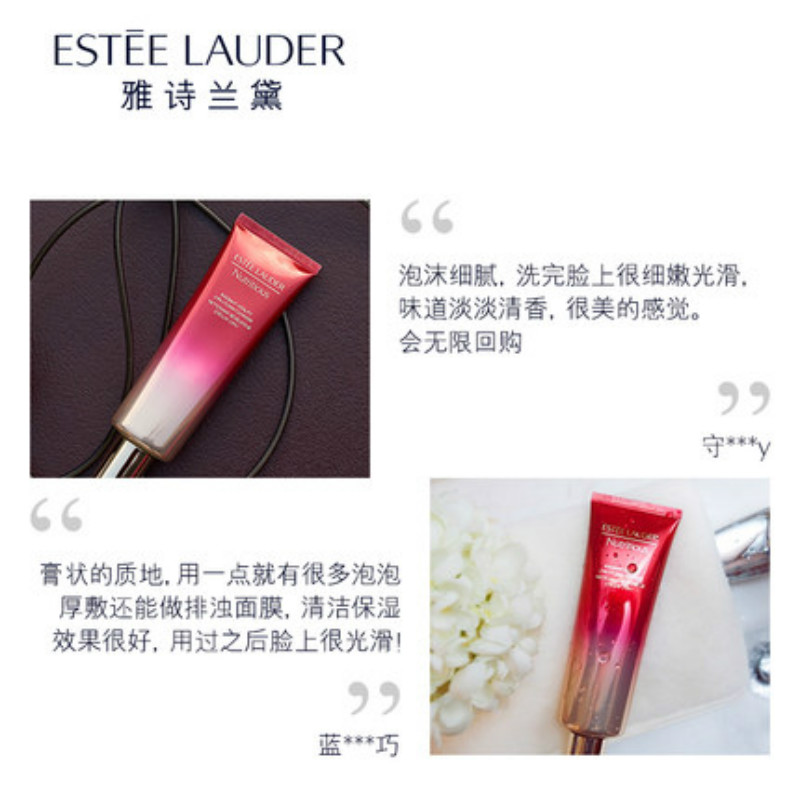 ESTĒE LAUDER
雅诗兰黛
ESTĒE LAUDER
Nutritious
“
泡沫细腻, 洗完脸上很细嫩光滑,
味道淡淡清香, 很美的感觉。
会无限回购
”
守***y
“
膏状的质地, 用一点就有很多泡泡
厚敷还能做排浊面膜, 清洁保湿
效果很好, 用过之后脸上很光滑!
”
蓝***巧
ESTĒE LAUDER
Nutritious